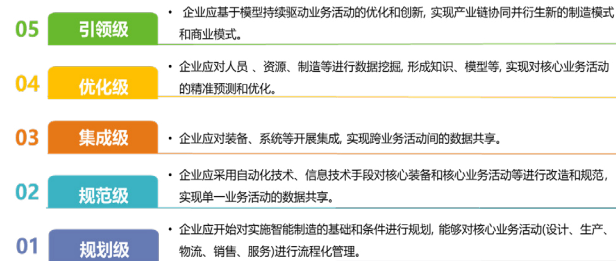 05 引领级
• 企业应基于模型持续驱动业务活动的优化和创新, 实现产业链协同并衍生新的制造模式
和商业模式。
04 优化级
• 企业应对人员 、资源、制造等进行数据挖掘, 形成知识、模型等, 实现对核心业务活动
的精准预测和优化。
03 集成级
• 企业应对装备、系统等开展集成, 实现跨业务活动间的数据共享。
02 规范级
• 企业应采用自动化技术、信息技术手段对核心装备和核心业务活动等进行改造和规范,
实现单一业务活动的数据共享。
01 规划级
• 企业应开始对实施智能制造的基础和条件进行规划, 能够对核心业务活动(设计、生产、
物流、销售、服务)进行流程化管理。